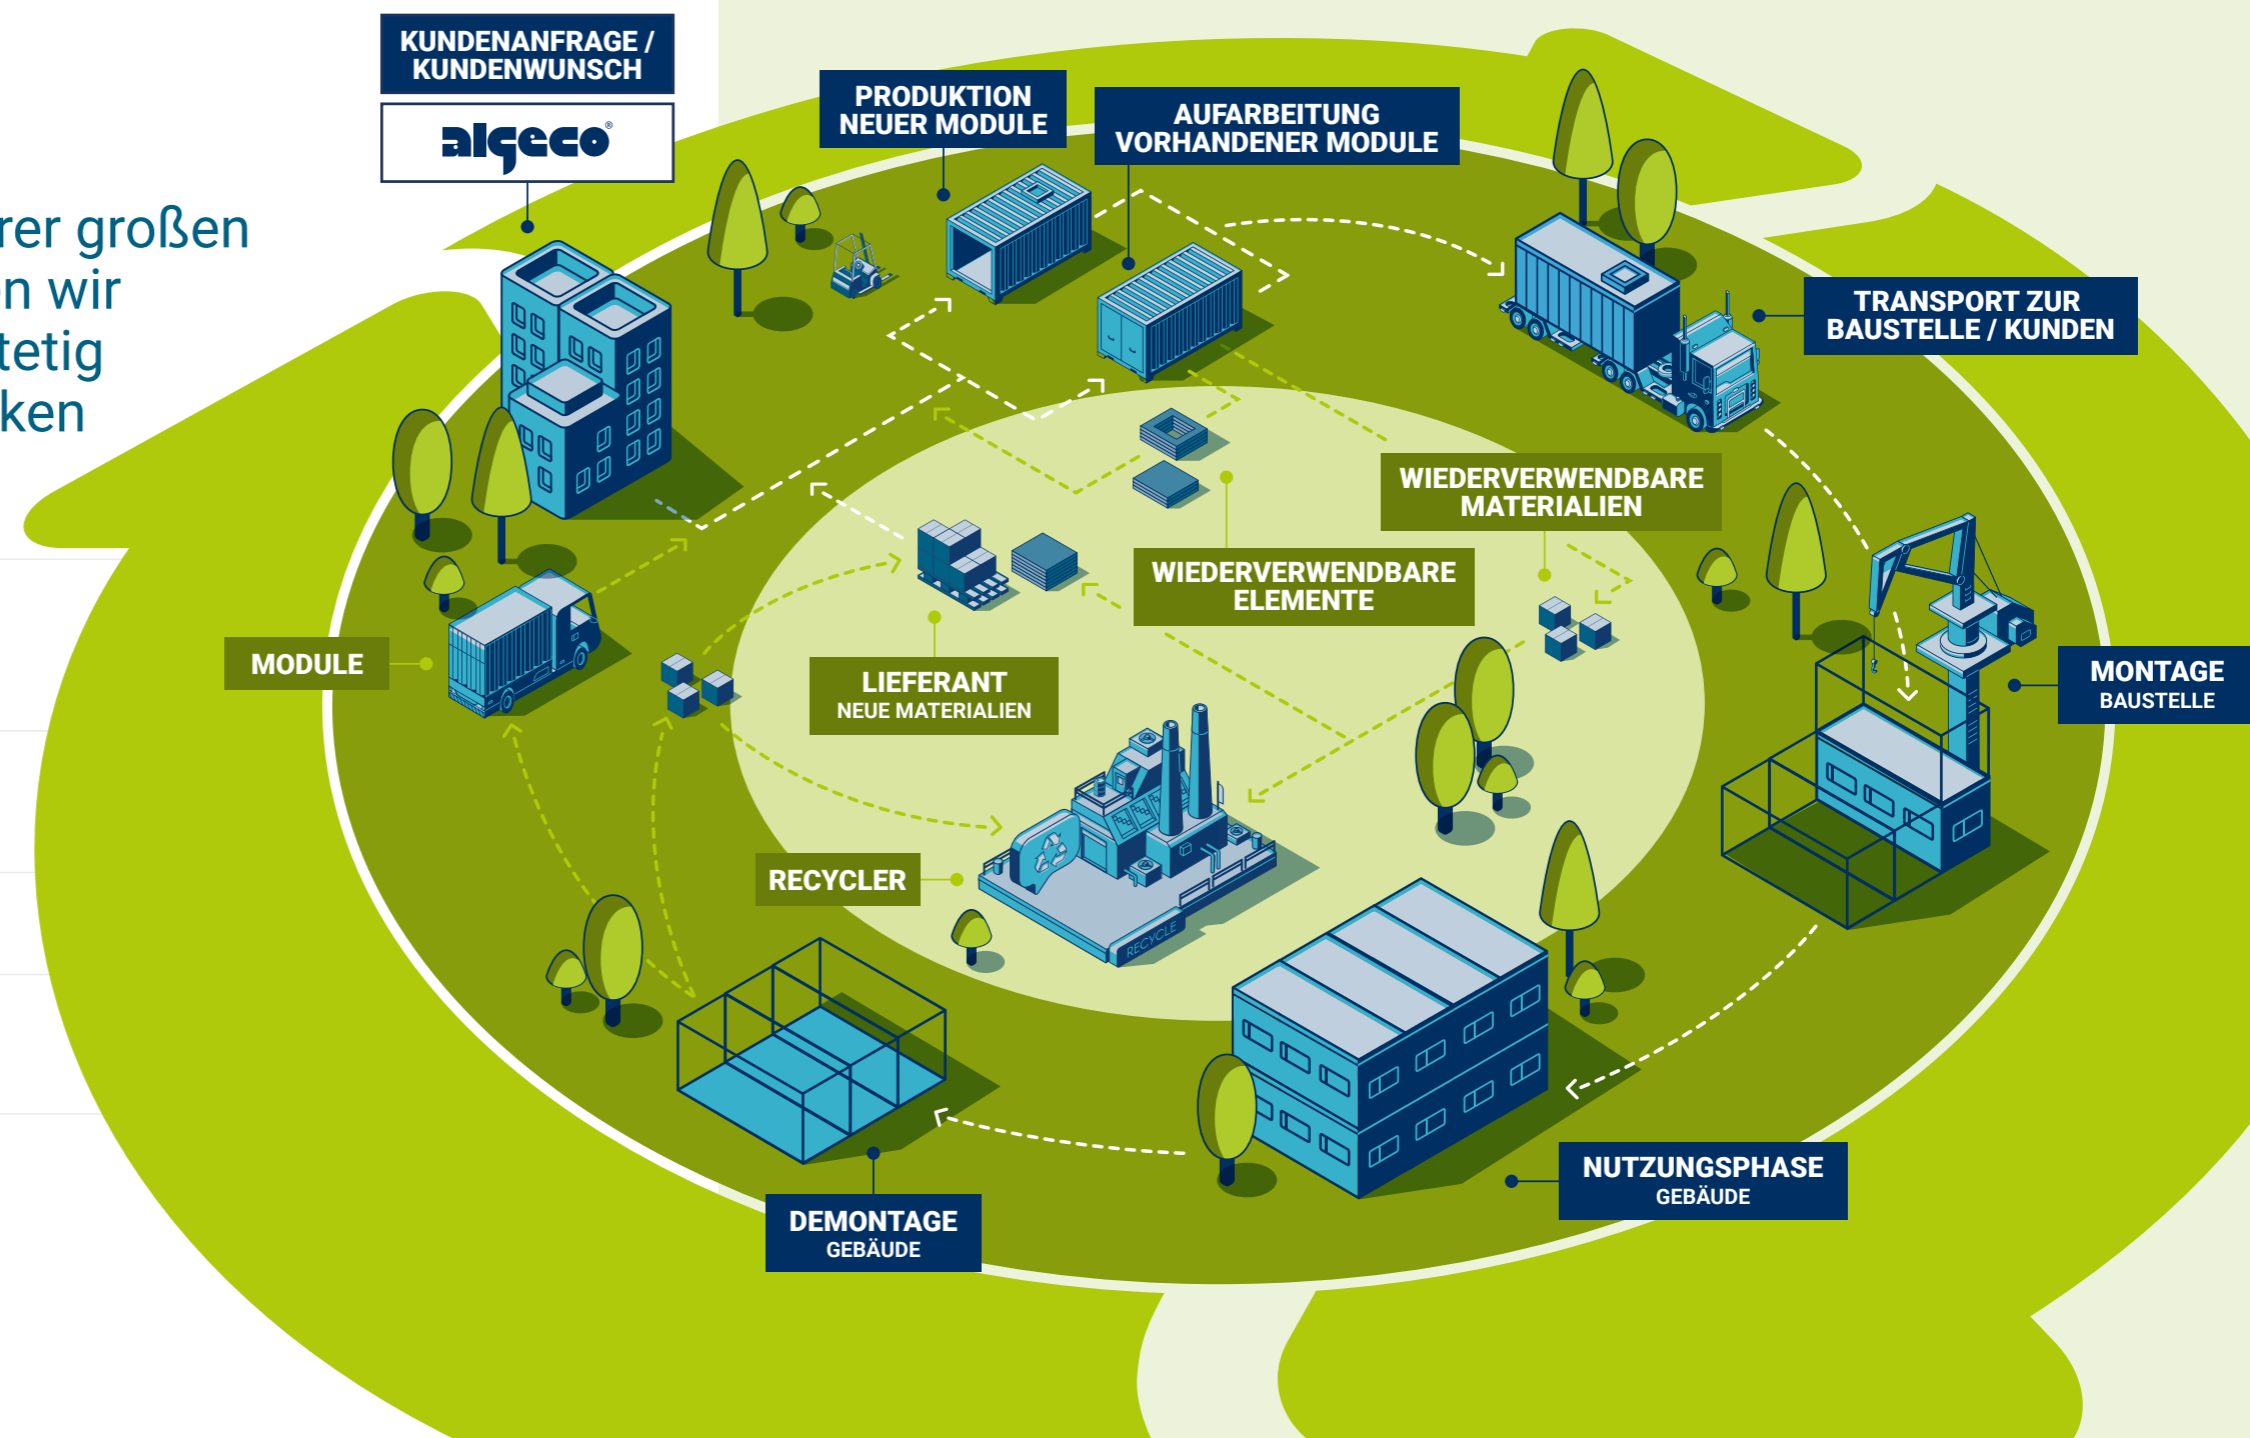 KUNDENANFRAGE /
KUNDENWUNSCH
algeco®
rer großen
en wir
tetig
ken
PRODUKTION
NEUER MODULE
AUFARBEITUNG
VORHANDENER MODULE
TRANSPORT ZUR
BAUSTELLE / KUNDEN
WIEDERVERWENDBARE
MATERIALIEN
WIEDERVERWENDBARE
ELEMENTE
MODULE
LIEFERANT
NEUE MATERIALIEN
MONTAGE
BAUSTELLE
RECYCLER
RECYCLE
NUTZUNGSPHASE
GEBÄUDE
DEMONTAGE
GEBÄUDE